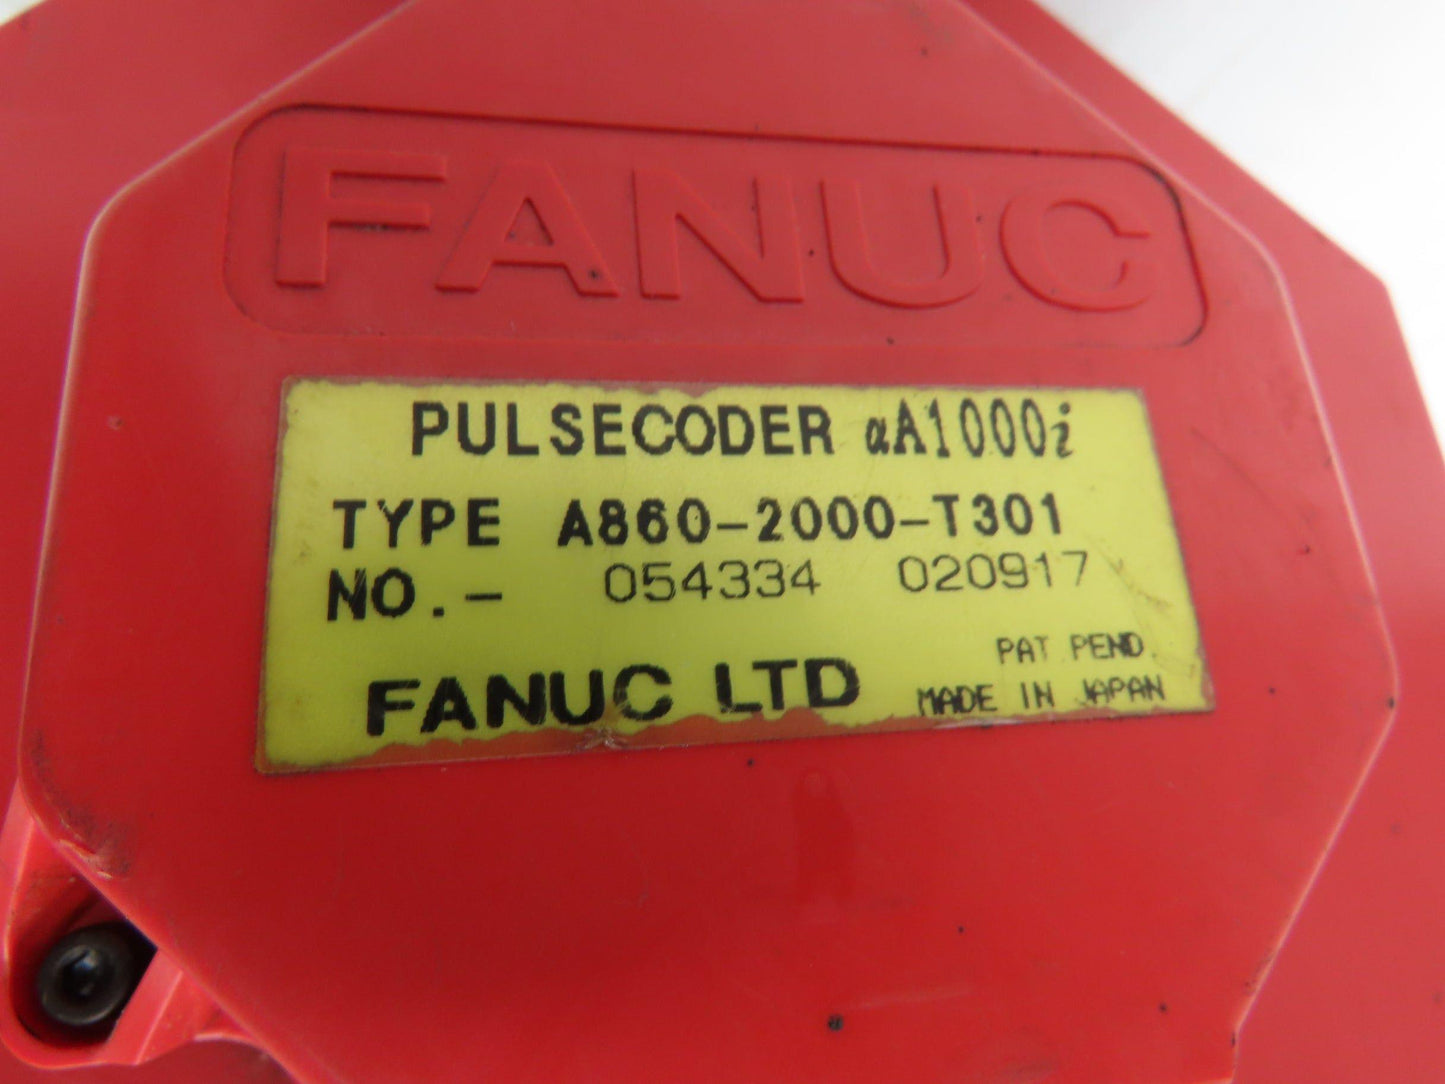 FANUC
PULSECODER αA1000i
TYPE A860-2000-T301
NO.- 054334 020917
PAT PEND.
FANUC LTD MADE IN JAPAN